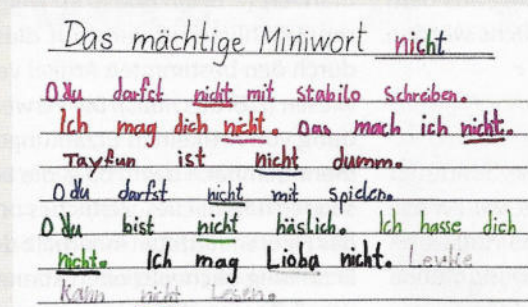 Das mächtige Miniwort nicht
O du darfst nicht mit stabilo schreiben.
Ich mag dich nicht. Das mach ich nicht.
Tayfun ist nicht dumm.
O du darfst nicht mit spielen.
O du bist nicht häslich. Ich hasse dich
nicht. Ich mag Lioba nicht. Levke
Kahn nicht Lesen.